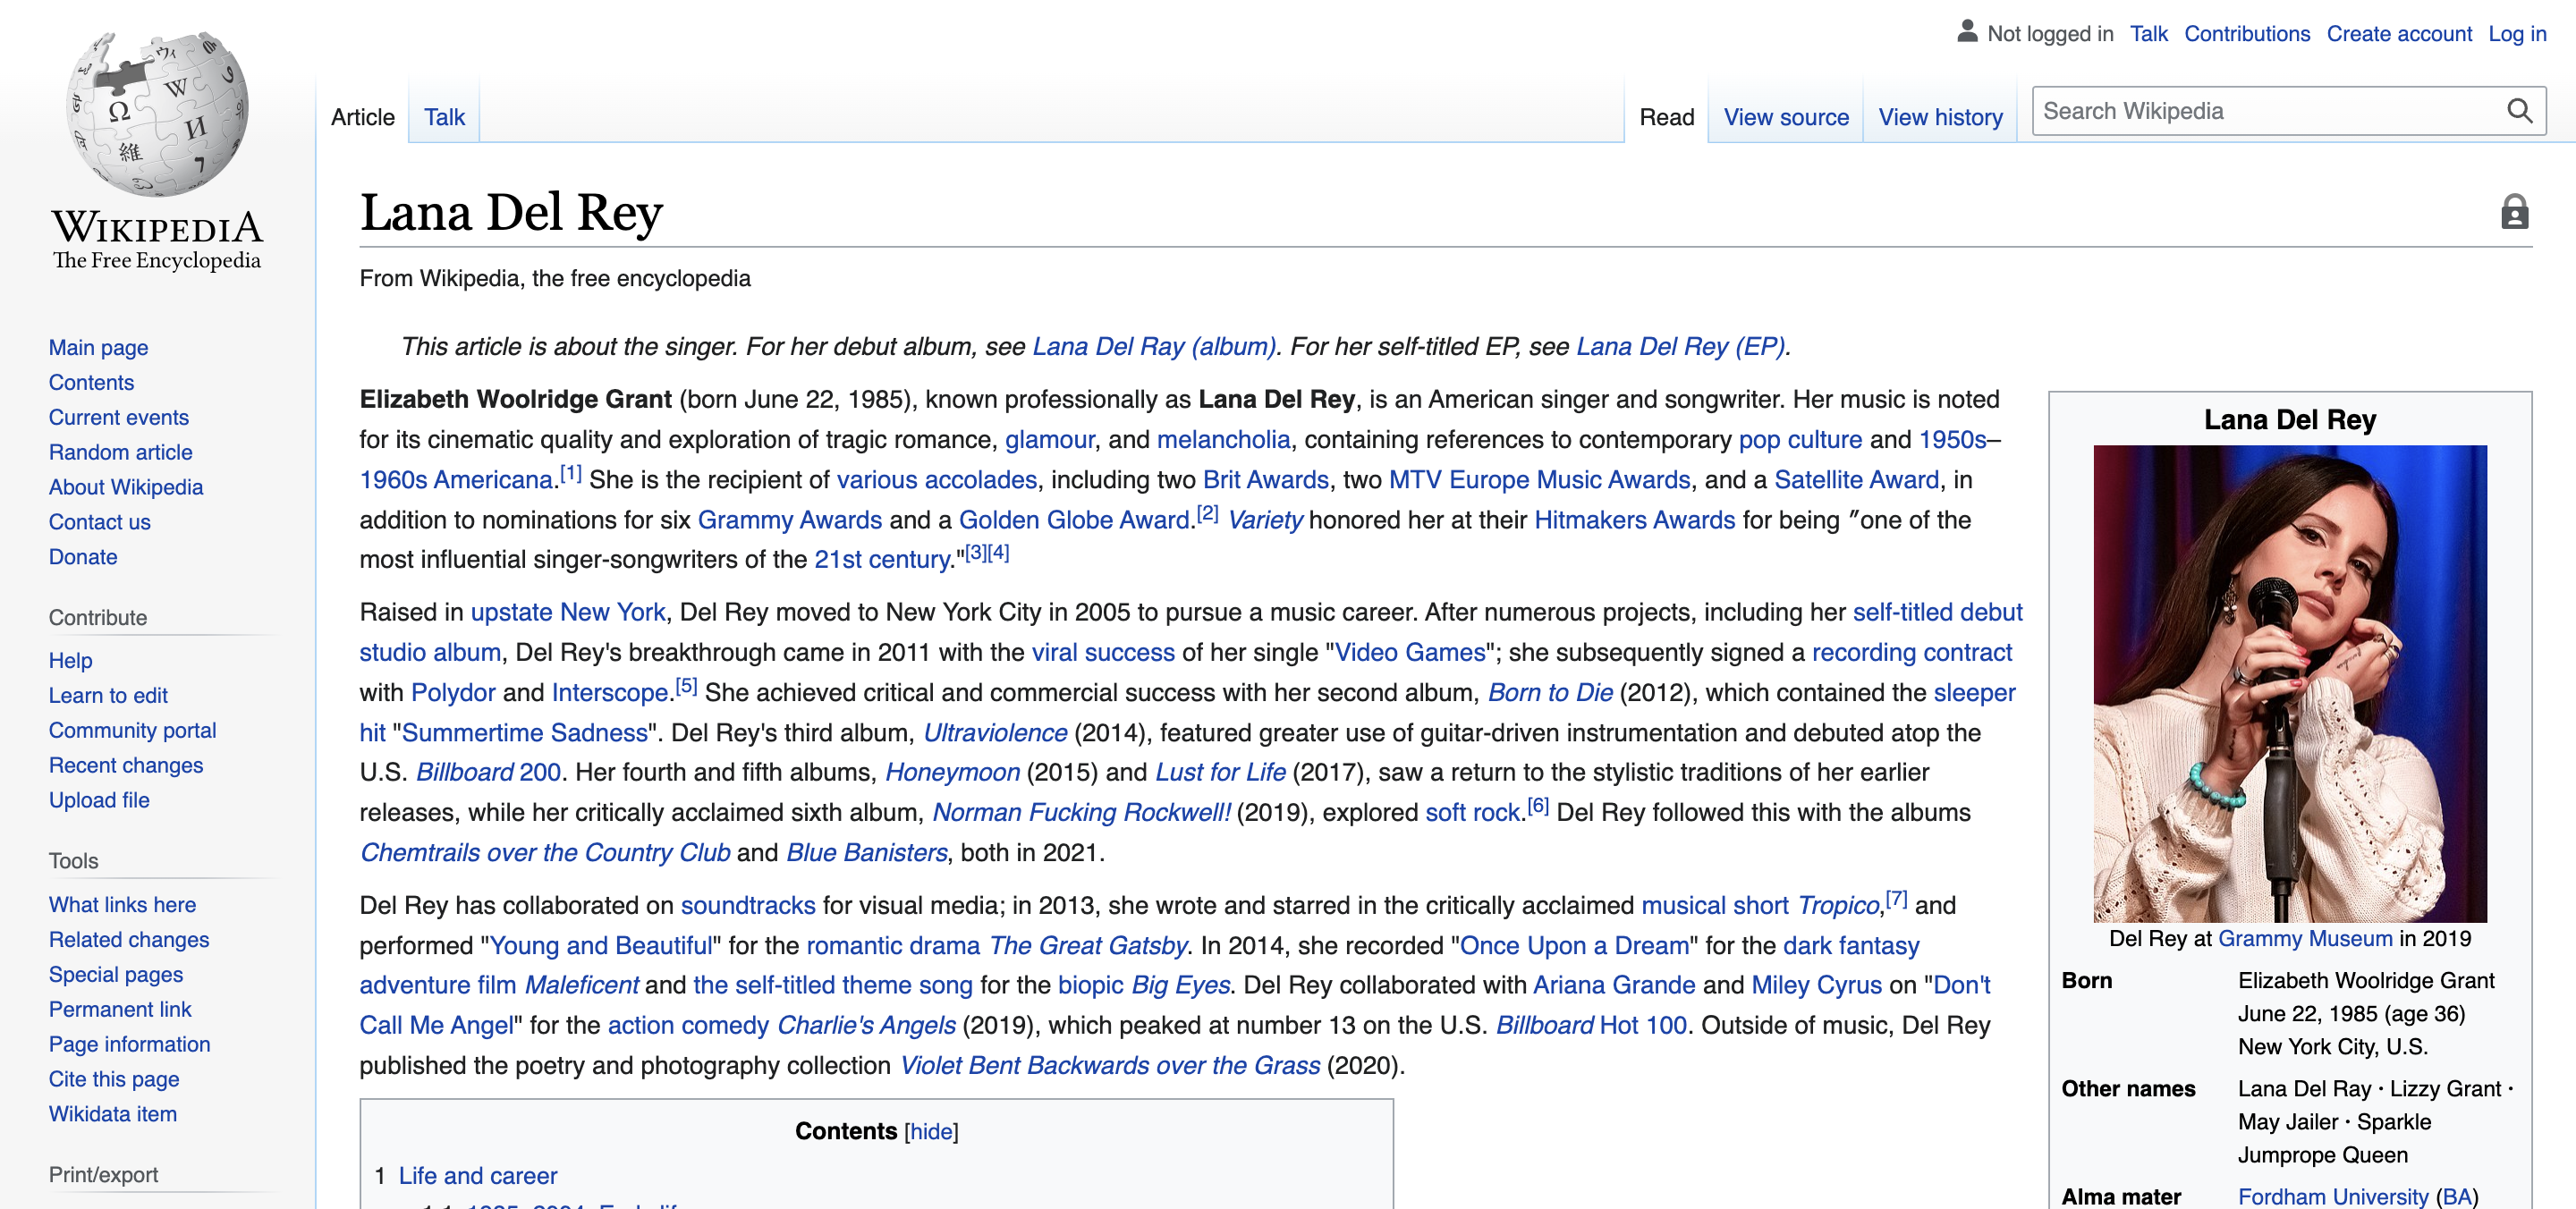 Not logged in Talk Contributions Create account Log in
Article Talk Read View source View history Search Wikipedia
WIKIPEDIA
The Free Encyclopedia
Main page
Contents
Current events
Random article
About Wikipedia
Contact us
Donate
Contribute
Help
Learn to edit
Community portal
Recent changes
Upload file
Tools
What links here
Related changes
Special pages
Permanent link
Page information
Cite this page
Wikidata item
Print/export
Lana Del Rey
From Wikipedia, the free encyclopedia
This article is about the singer. For her debut album, see Lana Del Ray (album). For her self-titled EP, see Lana Del Rey (EP).
Elizabeth Woolridge Grant (born June 22, 1985), known professionally as Lana Del Rey, is an American singer and songwriter. Her music is noted
for its cinematic quality and exploration of tragic romance, glamour, and melancholia, containing references to contemporary pop culture and 1950s–
1960s Americana.[1] She is the recipient of various accolades, including two Brit Awards, two MTV Europe Music Awards, and a Satellite Award, in
addition to nominations for six Grammy Awards and a Golden Globe Award.[2] Variety honored her at their Hitmakers Awards for being "one of the
most influential singer-songwriters of the 21st century."[3][4]
Raised in upstate New York, Del Rey moved to New York City in 2005 to pursue a music career. After numerous projects, including her self-titled debut
studio album, Del Rey's breakthrough came in 2011 with the viral success of her single "Video Games"; she subsequently signed a recording contract
with Polydor and Interscope.[5] She achieved critical and commercial success with her second album, Born to Die (2012), which contained the sleeper
hit "Summertime Sadness". Del Rey's third album, Ultraviolence (2014), featured greater use of guitar-driven instrumentation and debuted atop the
U.S. Billboard 200. Her fourth and fifth albums, Honeymoon (2015) and Lust for Life (2017), saw a return to the stylistic traditions of her earlier
releases, while her critically acclaimed sixth album, Norman Fucking Rockwell! (2019), explored soft rock.[6] Del Rey followed this with the albums
Chemtrails over the Country Club and Blue Banisters, both in 2021.
Del Rey has collaborated on soundtracks for visual media; in 2013, she wrote and starred in the critically acclaimed musical short Tropico,[7] and
performed "Young and Beautiful" for the romantic drama The Great Gatsby. In 2014, she recorded "Once Upon a Dream" for the dark fantasy
adventure film Maleficent and the self-titled theme song for the biopic Big Eyes. Del Rey collaborated with Ariana Grande and Miley Cyrus on "Don't
Call Me Angel" for the action comedy Charlie's Angels (2019), which peaked at number 13 on the U.S. Billboard Hot 100. Outside of music, Del Rey
published the poetry and photography collection Violet Bent Backwards over the Grass (2020).
Contents [hide]
1 Life and career
Lana Del Rey
Del Rey at Grammy Museum in 2019
Born Elizabeth Woolridge Grant
June 22, 1985 (age 36)
New York City, U.S.
Other names Lana Del Ray · Lizzy Grant ·
May Jailer · Sparkle
Jumprope Queen
Alma mater Fordham University (BA)